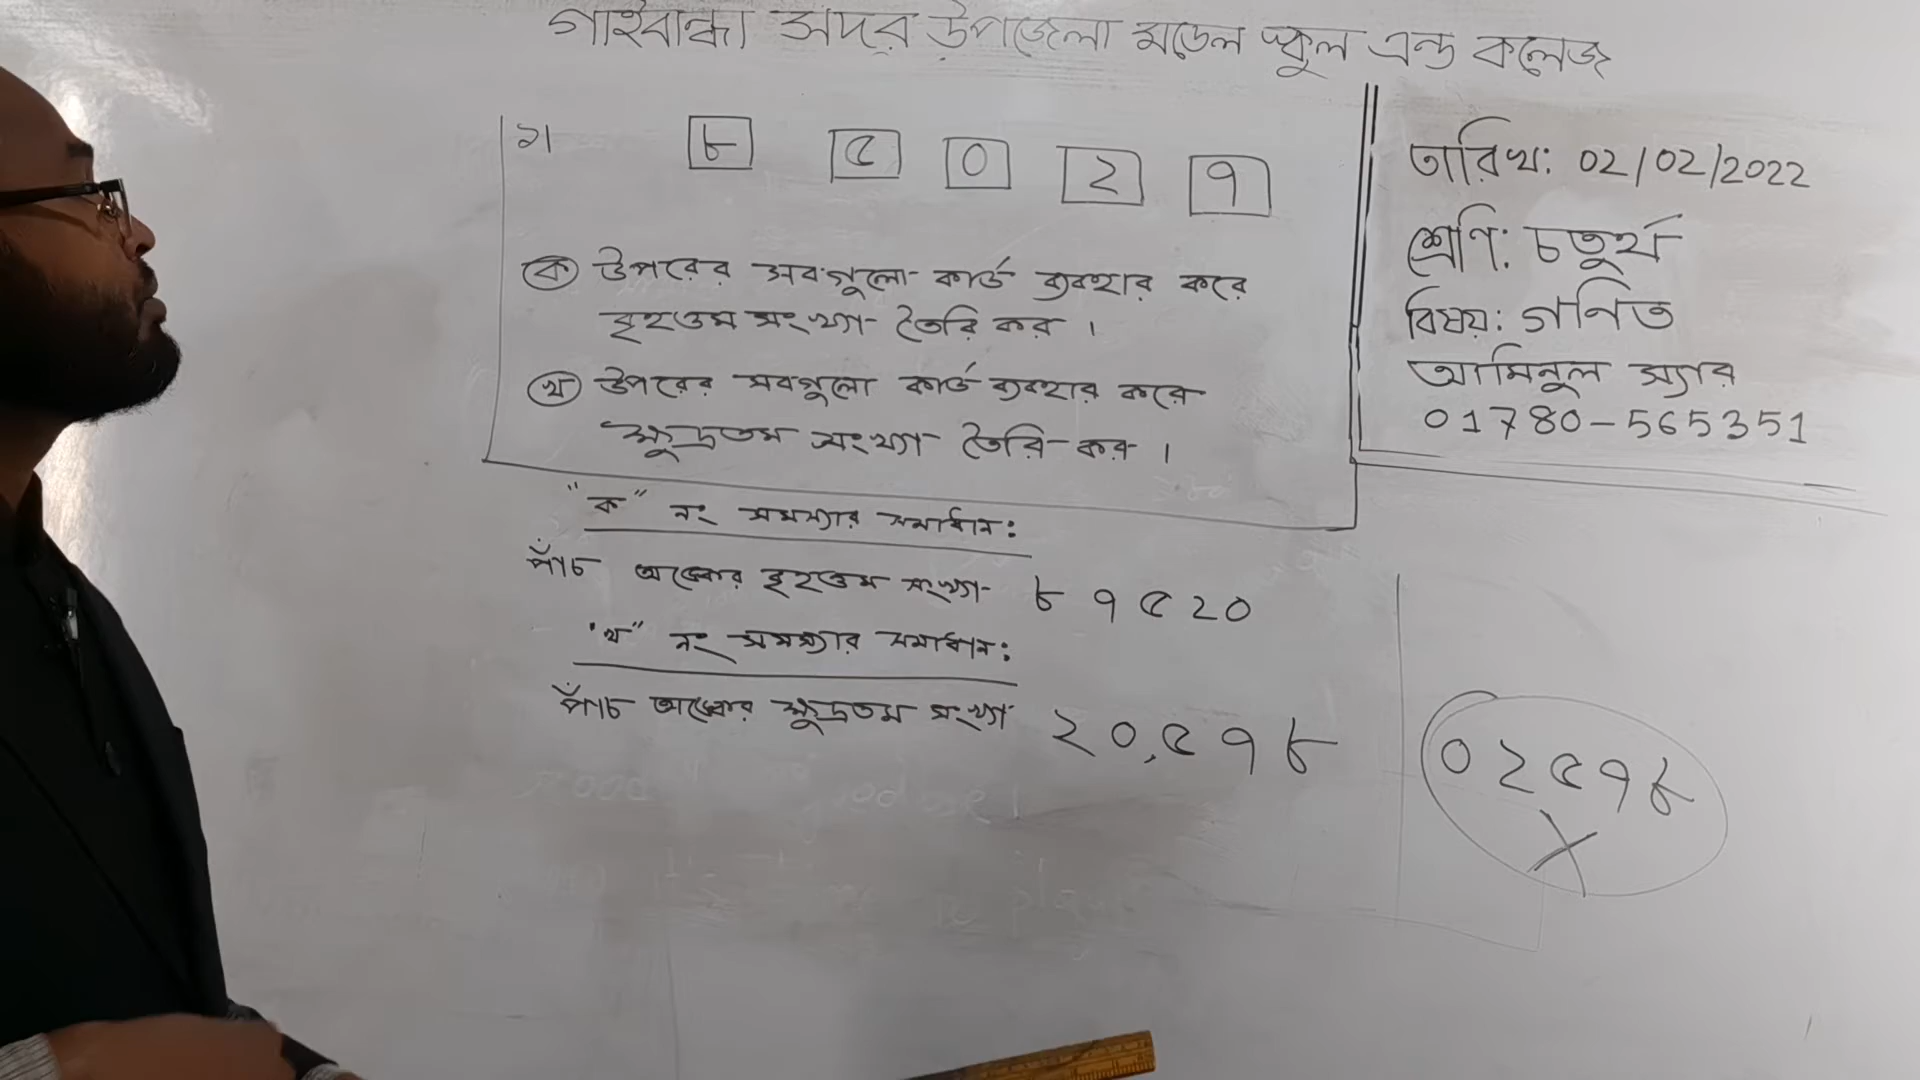 গাইবান্ধা সদর উপজেলা মডেল স্কুল এন্ড কলেজ
১।
৮ ৫ ০ ২ ৭
ক উপরের সবগুলো কার্ড ব্যবহার করে
বৃহত্তম সংখ্যা তৈরি কর।
খ উপরের সবগুলো কার্ড ব্যবহার করে
ক্ষুদ্রতম সংখ্যা তৈরি কর।
তারিখ: 02/02/2022
শ্রেণি: চতুর্থ
বিষয়: গণিত
আমিনুল স্যার
01780-565351
"ক" নং সমস্যার সমাধান:
পাঁচ অঙ্কের বৃহত্তম সংখ্যা ৮৭৫২০
"খ" নং সমস্যার সমাধান:
পাঁচ অঙ্কের ক্ষুদ্রতম সংখ্যা ২০,৫৭৮
০২৫৭৮
X